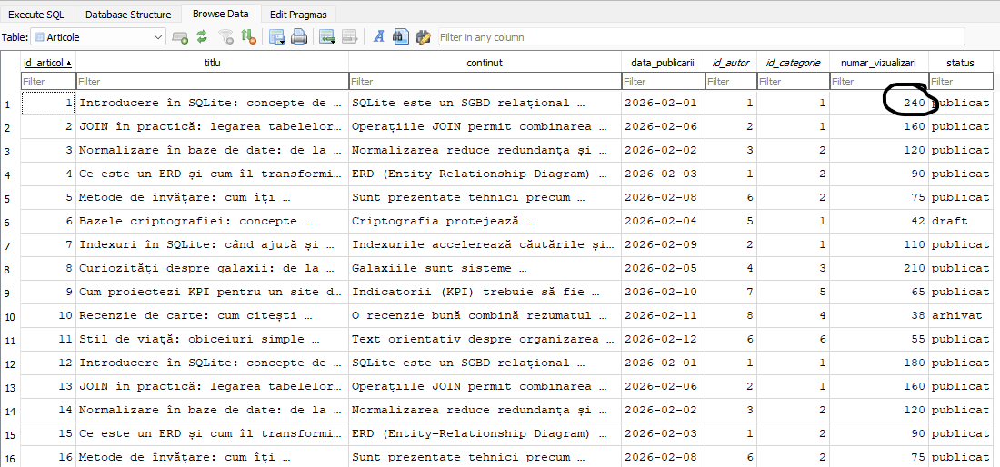 Execute SQL Database Structure Browse Data Edit Pragmas
Table: Articole Filter in any column
id_articol titlu continut data_publicarii id_autor id_categorie numar_vizualizari status
Filter Filter Filter Filter Filter Filter Filter Filter
1 1 Introducere în SQLite: concepte de … SQLite este un SGBD relațional … 2026-02-01 1 1 240 publicat
2 2 JOIN în practică: legarea tabelelor… Operațiile JOIN permit combinarea … 2026-02-06 2 1 160 publicat
3 3 Normalizare în baze de date: de la … Normalizarea reduce redundanța și … 2026-02-02 3 2 120 publicat
4 4 Ce este un ERD și cum îl transformi… ERD (Entity-Relationship Diagram) … 2026-02-03 1 2 90 publicat
5 5 Metode de învățare: cum îți … Sunt prezentate tehnici precum … 2026-02-08 6 2 75 publicat
6 6 Bazele criptografiei: concepte … Criptografia protejează … 2026-02-04 5 1 42 draft
7 7 Indexuri în SQLite: când ajută și … Indexurile accelerează căutările și… 2026-02-09 2 1 110 publicat
8 8 Curiozități despre galaxii: de la … Galaxiile sunt sisteme … 2026-02-05 4 3 210 publicat
9 9 Cum proiectezi KPI pentru un site d… Indicatorii (KPI) trebuie să fie … 2026-02-10 7 5 65 publicat
10 10 Recenzie de carte: cum citești … O recenzie bună combină rezumatul … 2026-02-11 8 4 38 arhivat
11 11 Stil de viață: obiceiuri simple … Text orientativ despre organizarea … 2026-02-12 6 6 55 publicat
12 12 Introducere în SQLite: concepte de … SQLite este un SGBD relațional … 2026-02-01 1 1 180 publicat
13 13 JOIN în practică: legarea tabelelor… Operațiile JOIN permit combinarea … 2026-02-06 2 1 160 publicat
14 14 Normalizare în baze de date: de la … Normalizarea reduce redundanța și … 2026-02-02 3 2 120 publicat
15 15 Ce este un ERD și cum îl transformi… ERD (Entity-Relationship Diagram) … 2026-02-03 1 2 90 publicat
16 16 Metode de învățare: cum îți … Sunt prezentate tehnici precum … 2026-02-08 6 2 75 publicat